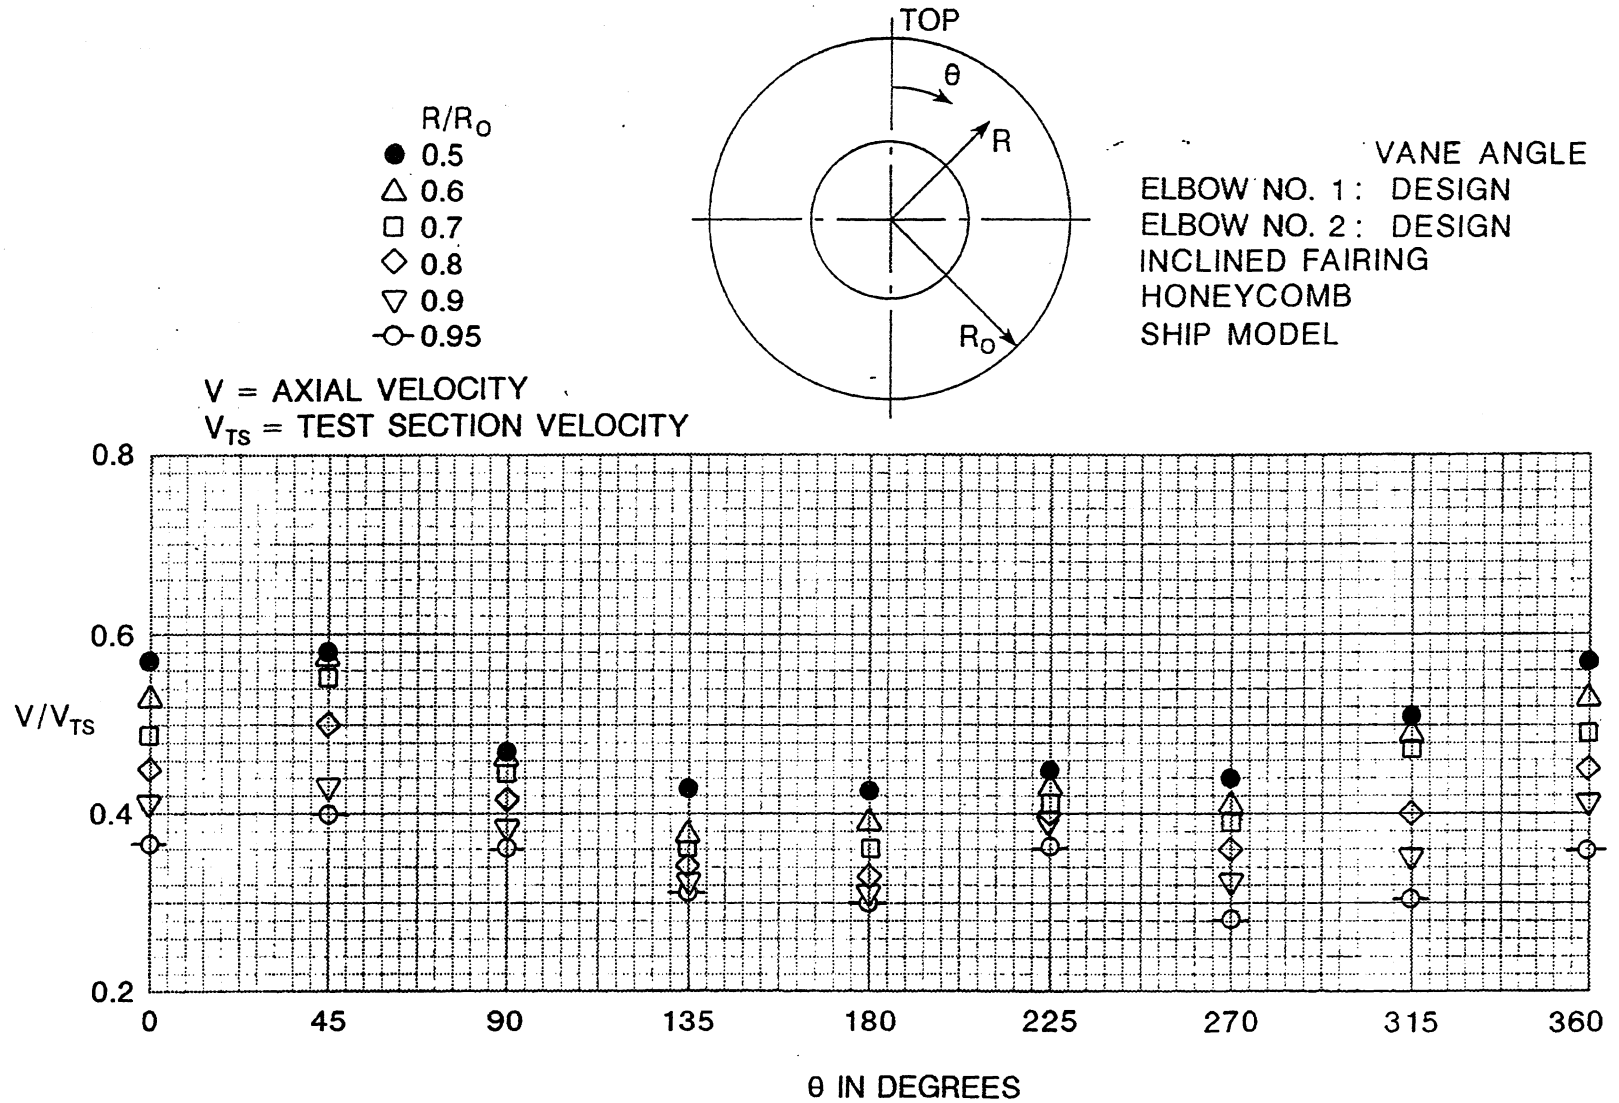 TOP
θ
R
R₀
R/R₀
0.5
0.6
0.7
0.8
0.9
0.95
VANE ANGLE
ELBOW NO. 1: DESIGN
ELBOW NO. 2: DESIGN
INCLINED FAIRING
HONEYCOMB
SHIP MODEL
V = AXIAL VELOCITY
V_TS = TEST SECTION VELOCITY
0.8
0.6
V/V_TS
0.4
0.2
0 45 90 135 180 225 270 315 360
θ IN DEGREES